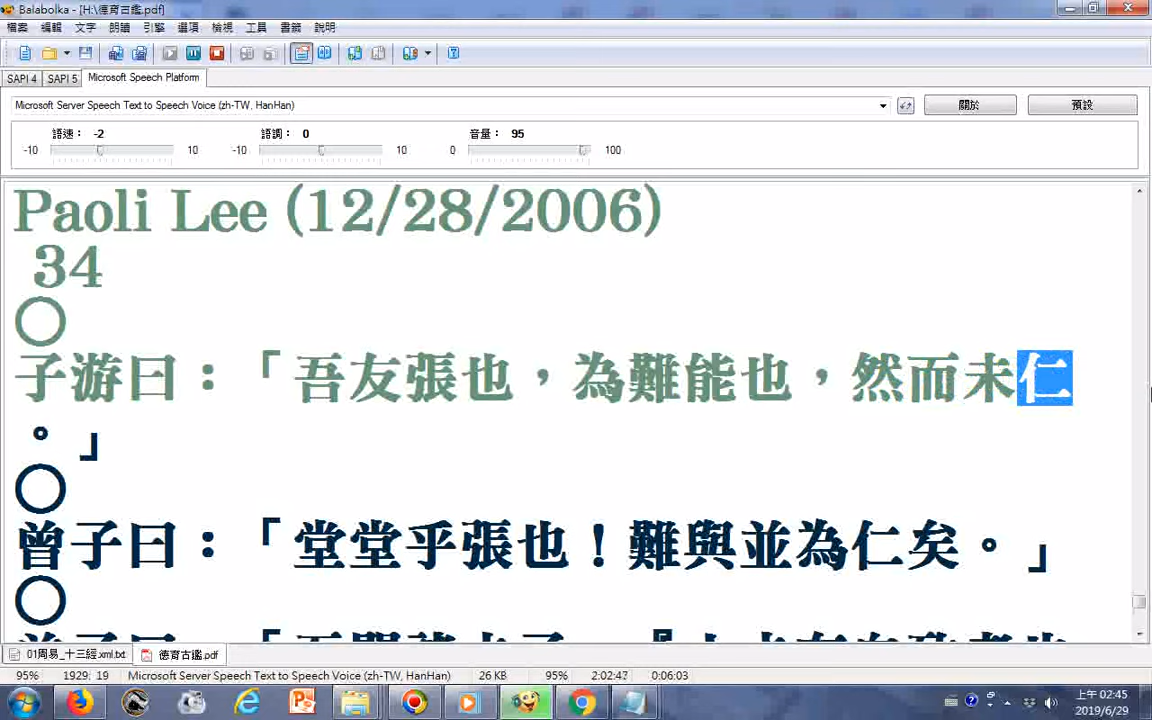 Balabolka - [H:\德育古鑑.pdf]
檔案 編輯 文字 朗讀 引擎 選項 檢視 工具 書籤 說明
SAPI 4 SAPI 5 Microsoft Speech Platform
Microsoft Server Speech Text to Speech Voice (zh-TW, HanHan) 關於 預設
語速： -2 語調： 0 音量： 95
-10 10 -10 10 0 100
Paoli Lee (12/28/2006)
34
○
子游曰：「吾友張也，為難能也，然而未仁
。」
○
曾子曰：「堂堂乎張也！難與並為仁矣。」
○
01周易_十三經.xml.txt 德育古鑑.pdf
95% 1929: 19 Microsoft Server Speech Text to Speech Voice (zh-TW, HanHan) 26 KB 95% 2:02:47 0:06:03
上午 02:45
2019/6/29